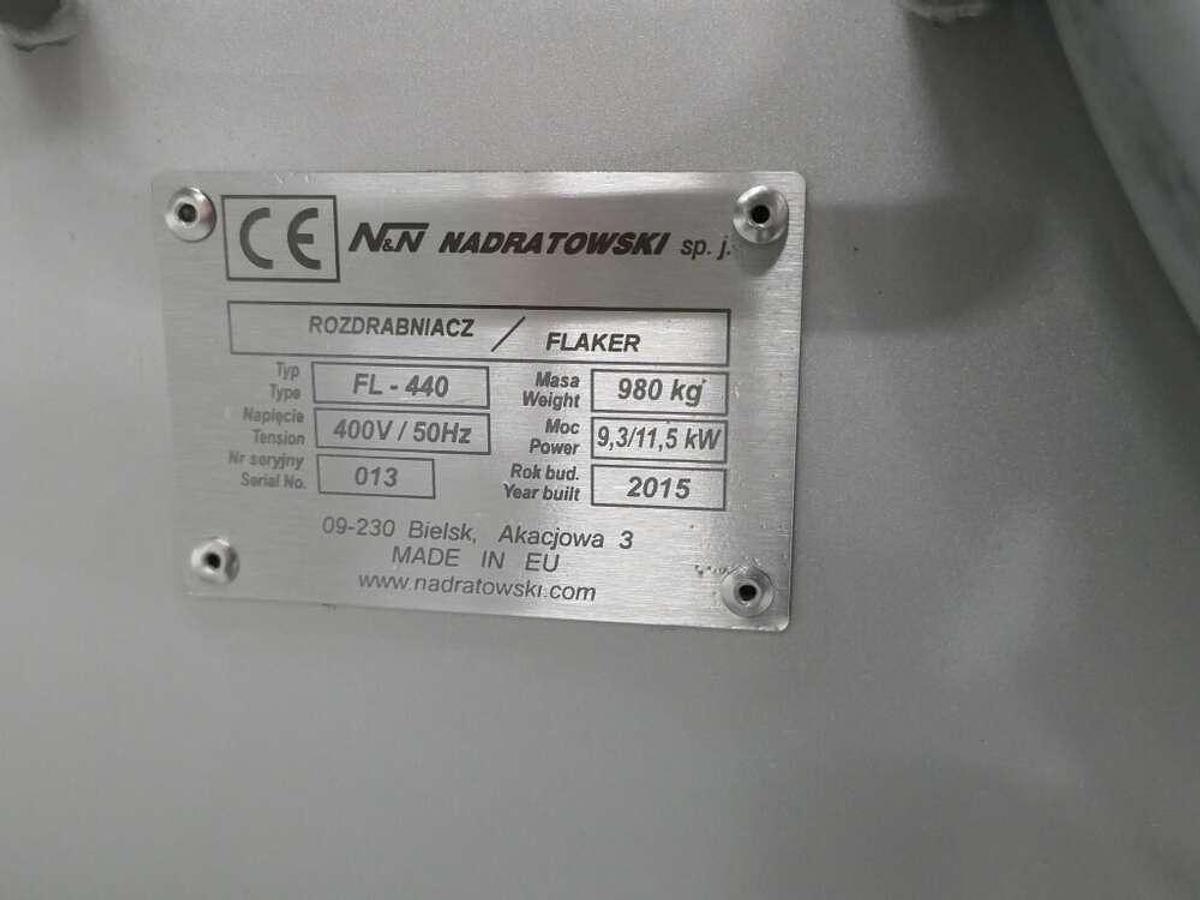 CE N&N NADRATOWSKI sp. j.
ROZDRABNIACZ / FLAKER
Typ FL - 440 Masa 980 kg
Type Weight
Napięcie 400V / 50Hz Moc 9,3/11,5 kW
Tension Power
Nr seryjny 013 Rok bud. 2015
Serial No. Year built
09-230 Bielsk, Akacjowa 3
MADE IN EU
www.nadratowski.com